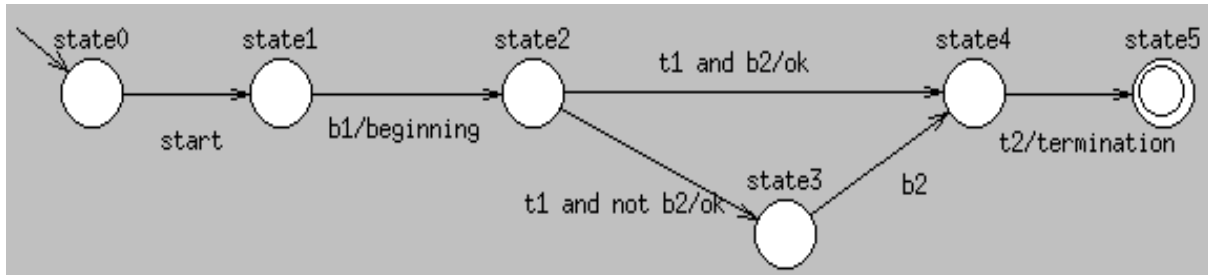 state0
state1
state2
state4
state5
t1 and b2/ok
start
b1/beginning
t2/termination
state3
t1 and not b2/ok
b2